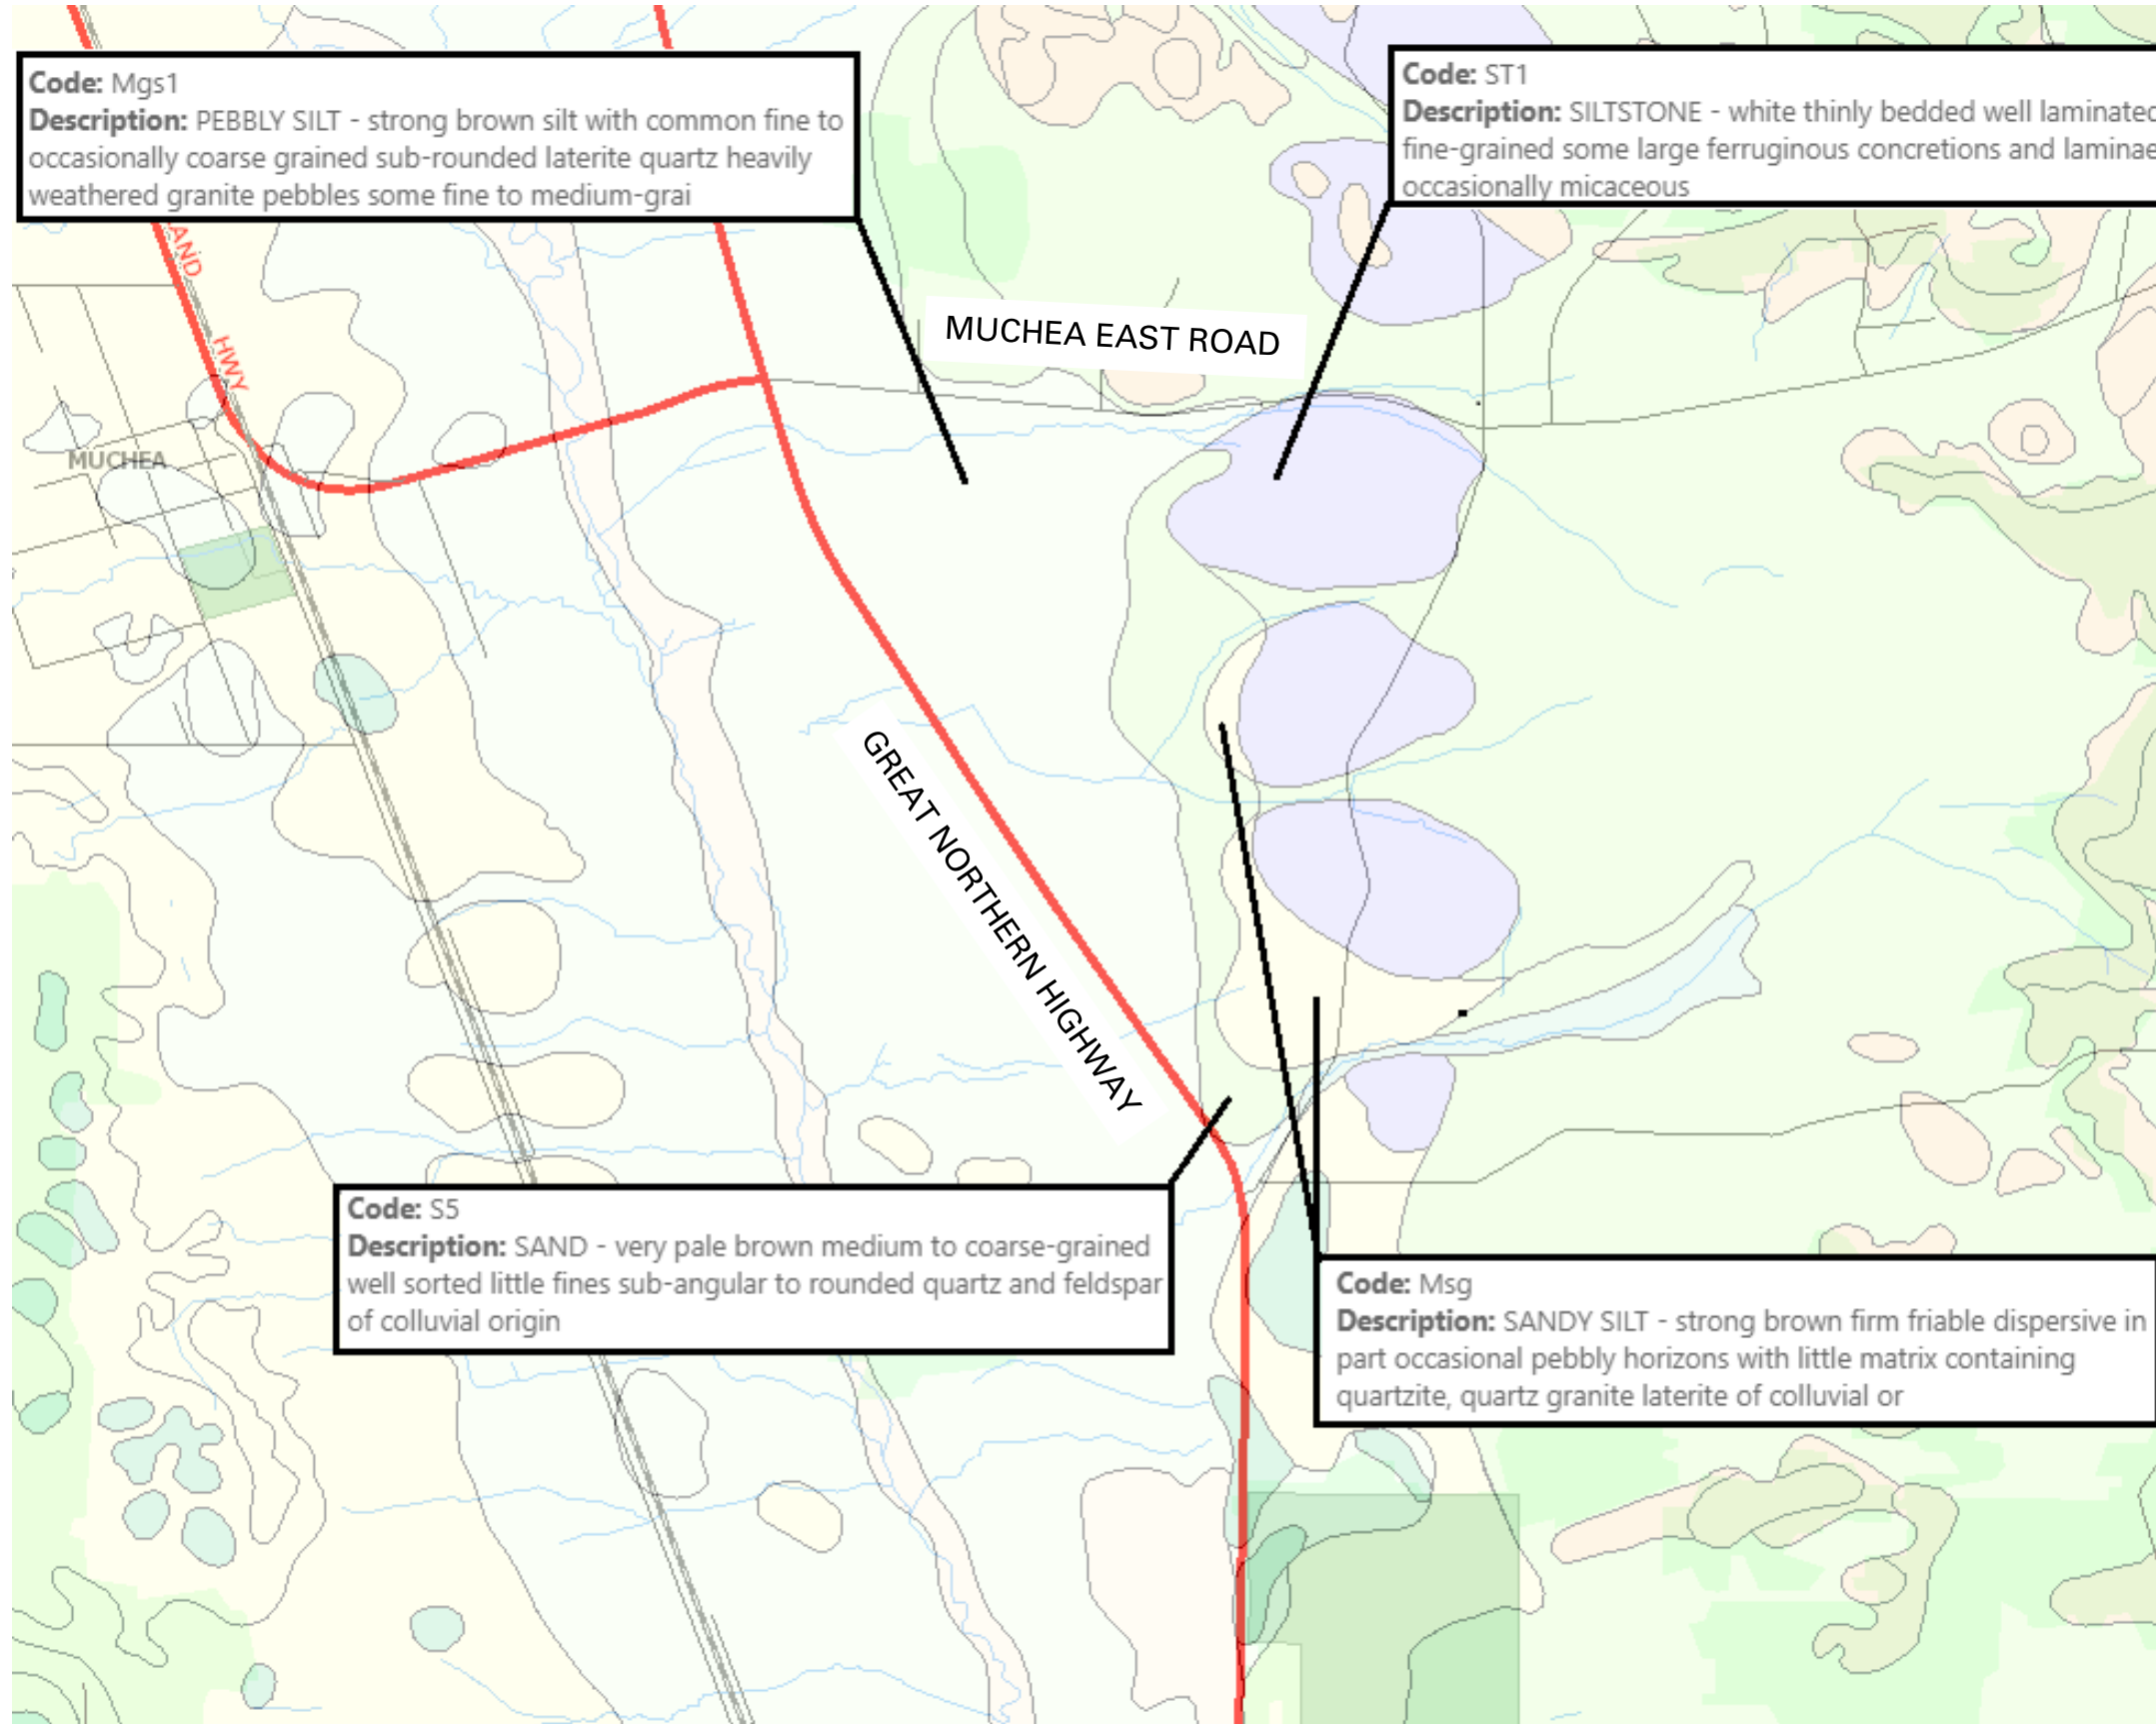 Code: Mgs1
Description: PEBBLY SILT - strong brown silt with common fine to
occasionally coarse grained sub-rounded laterite quartz heavily
weathered granite pebbles some fine to medium-grai
Code: ST1
Description: SILTSTONE - white thinly bedded well laminated
fine-grained some large ferruginous concretions and laminae
occasionally micaceous
AND
HWY
MUCHEA EAST ROAD
MUCHEA
GREAT NORTHERN HIGHWAY
Code: S5
Description: SAND - very pale brown medium to coarse-grained
well sorted little fines sub-angular to rounded quartz and feldspar
of colluvial origin
Code: Msg
Description: SANDY SILT - strong brown firm friable dispersive in
part occasional pebbly horizons with little matrix containing
quartzite, quartz granite laterite of colluvial or